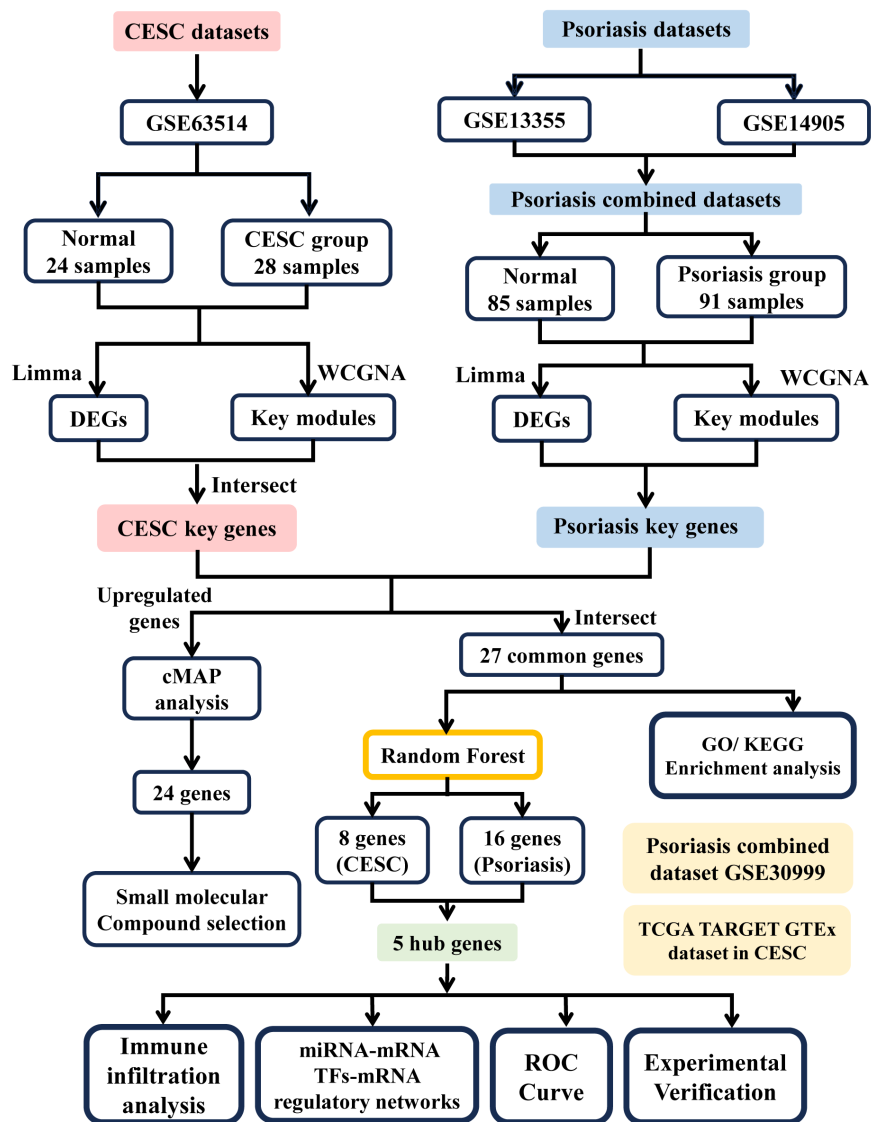 CESC datasets
Psoriasis datasets
GSE63514
GSE13355
GSE14905
Psoriasis combined datasets
Normal
24 samples
CESC group
28 samples
Normal
85 samples
Psoriasis group
91 samples
Limma
WCGNA
Limma
WCGNA
DEGs
Key modules
DEGs
Key modules
Intersect
CESC key genes
Psoriasis key genes
Upregulated
genes
Intersect
cMAP
analysis
27 common genes
Random Forest
GO/ KEGG
Enrichment analysis
24 genes
8 genes
(CESC)
16 genes
(Psoriasis)
Psoriasis combined
dataset GSE30999
Small molecular
Compound selection
TCGA TARGET GTEx
dataset in CESC
5 hub genes
Immune
infiltration
analysis
miRNA-mRNA
TFs-mRNA
regulatory networks
ROC
Curve
Experimental
Verification